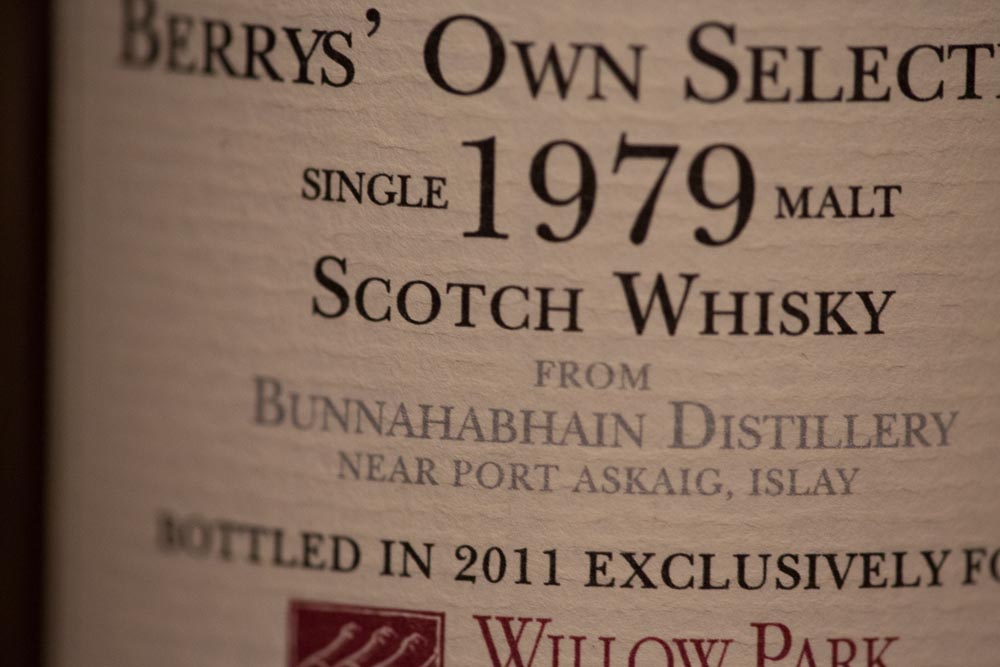 BERRYS' OWN SELECTI
SINGLE 1979 MALT
SCOTCH WHISKY
FROM
BUNNAHABHAIN DISTILLERY
NEAR PORT ASKAIG, ISLAY
BOTTLED IN 2011 EXCLUSIVELY FO
WILLOW PARK